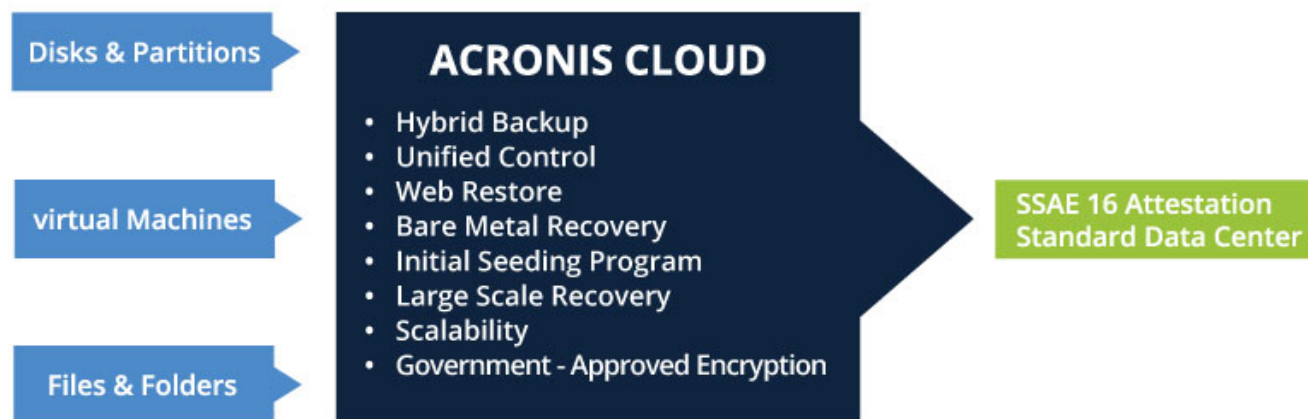 Disks & Partitions
virtual Machines
Files & Folders
ACRONIS CLOUD
• Hybrid Backup
• Unified Control
• Web Restore
• Bare Metal Recovery
• Initial Seeding Program
• Large Scale Recovery
• Scalability
• Government - Approved Encryption
SSAE 16 Attestation
Standard Data Center